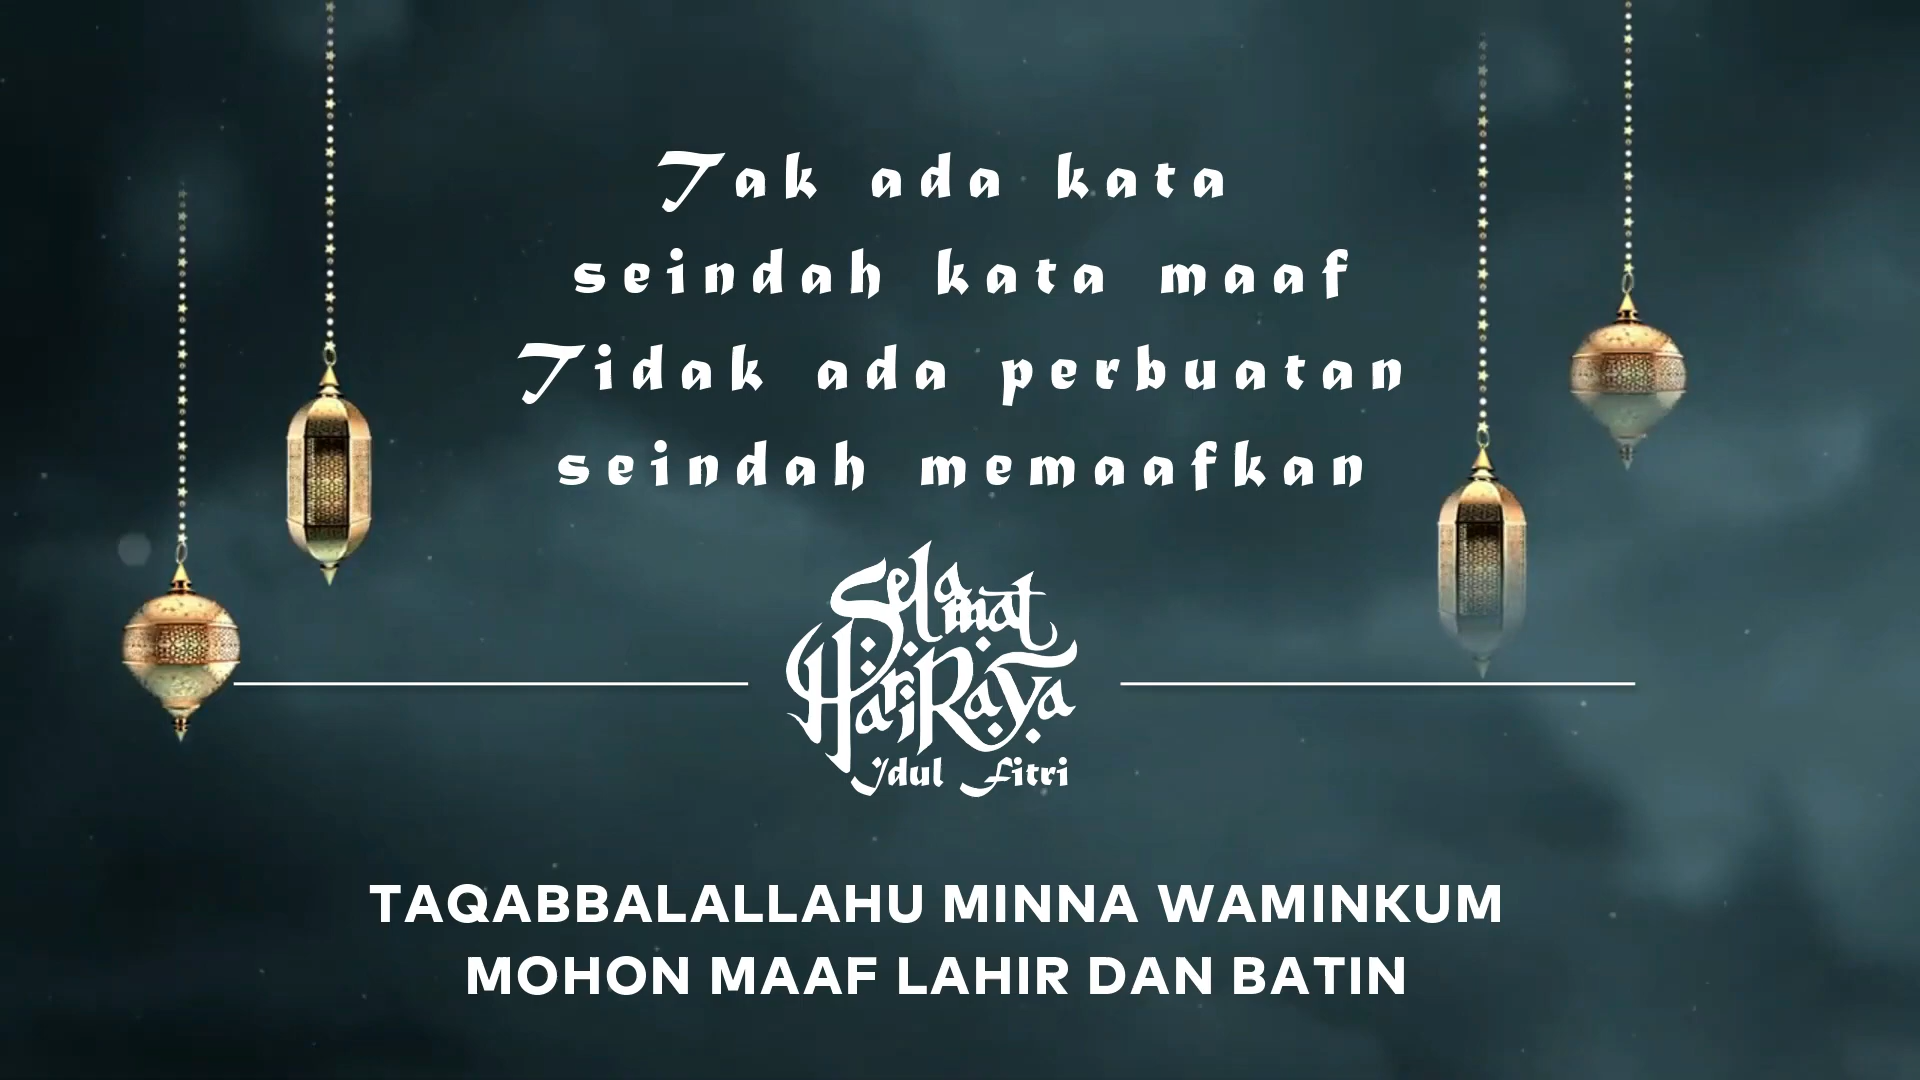 Tak ada kata
seindah kata maaf
Tidak ada perbuatan
seindah memaafkan
Selamat
Hari Raya
Idul Fitri
TAQABBALALLAHU MINNA WAMINKUM
MOHON MAAF LAHIR DAN BATIN